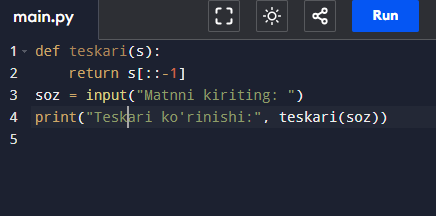 main.py
Run
1 def teskari(s):
2     return s[::-1]
3 soz = input("Matnni kiriting: ")
4 print("Teskari ko'rinishi:", teskari(soz))
5